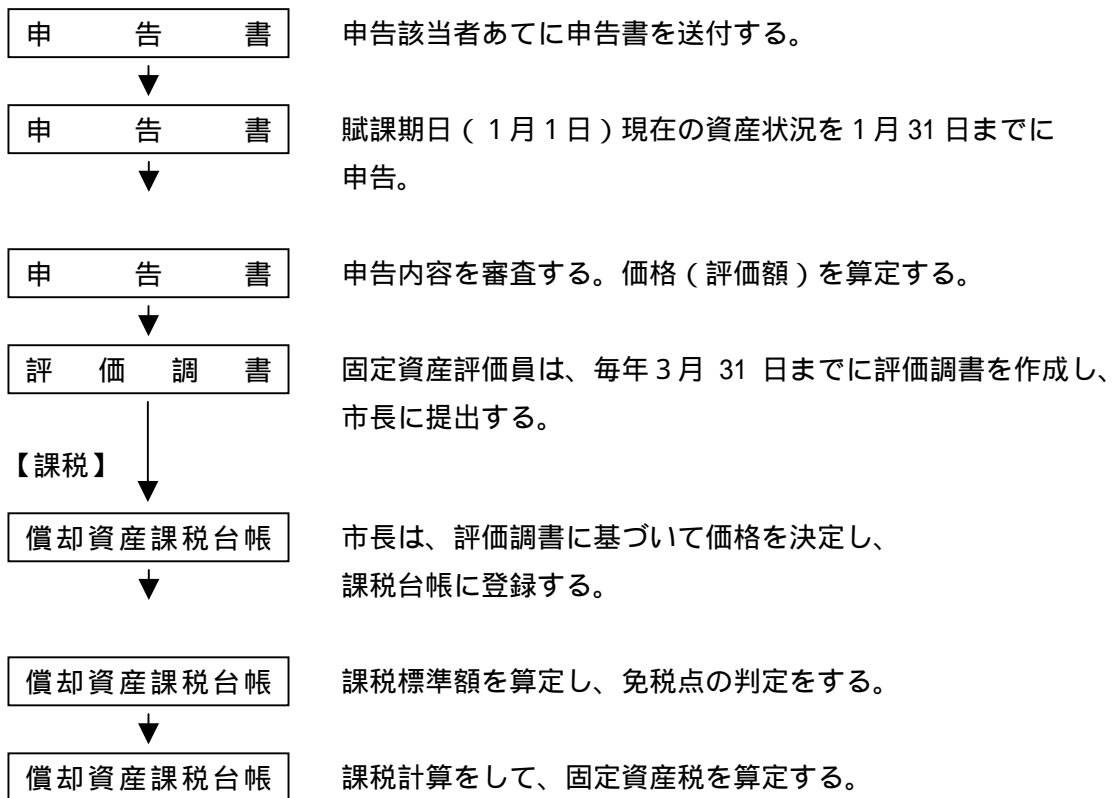 申告書 申告該当者あてに申告書を送付する。
申告書 賦課期日（1月1日）現在の資産状況を1月31日までに
申告。
申告書 申告内容を審査する。価格（評価額）を算定する。
評価調書 固定資産評価員は、毎年3月 31 日までに評価調書を作成し、
市長に提出する。
【課税】
償却資産課税台帳 市長は、評価調書に基づいて価格を決定し、
課税台帳に登録する。
償却資産課税台帳 課税標準額を算定し、免税点の判定をする。
償却資産課税台帳 課税計算をして、固定資産税を算定する。